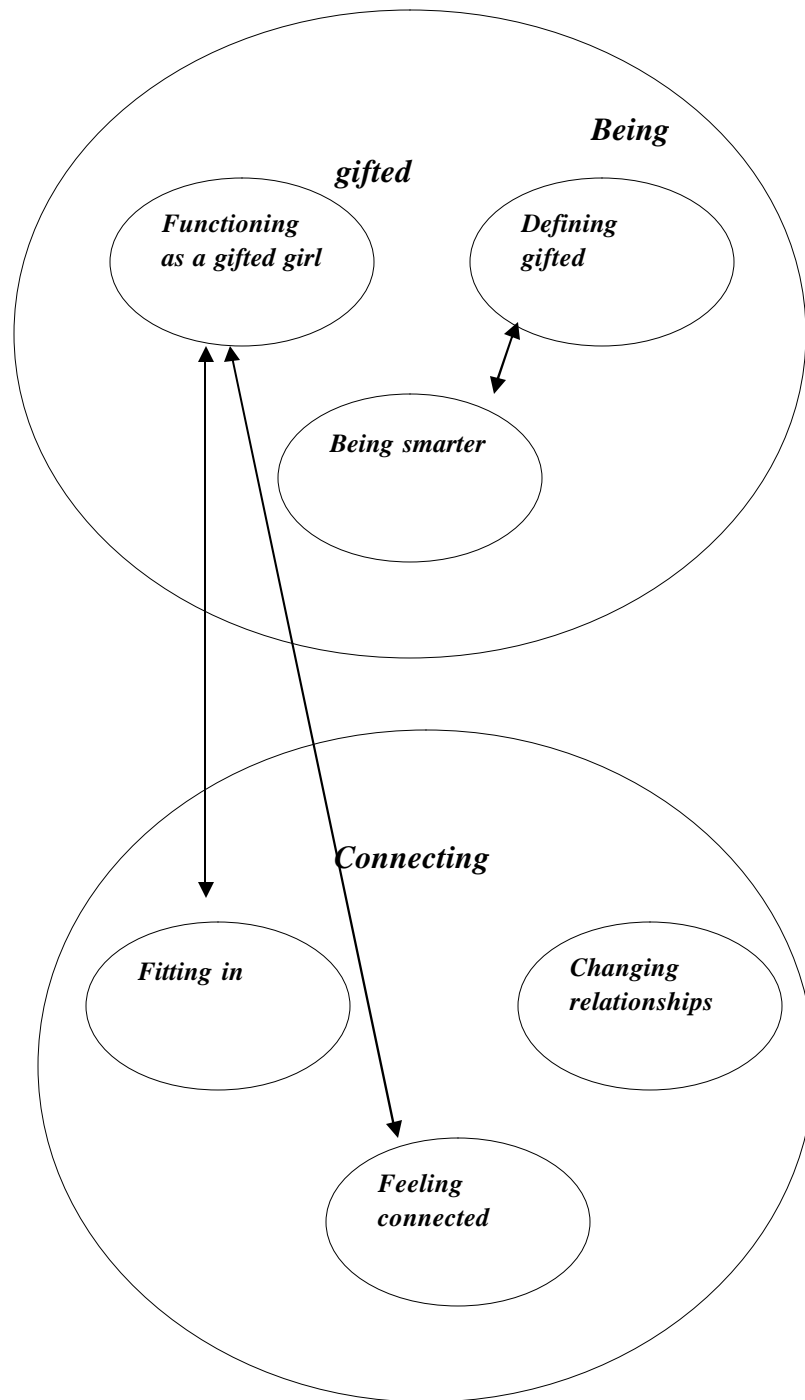 Being
gifted
Functioning
as a gifted girl
Defining
gifted
Being smarter
Connecting
Fitting in
Changing
relationships
Feeling
connected